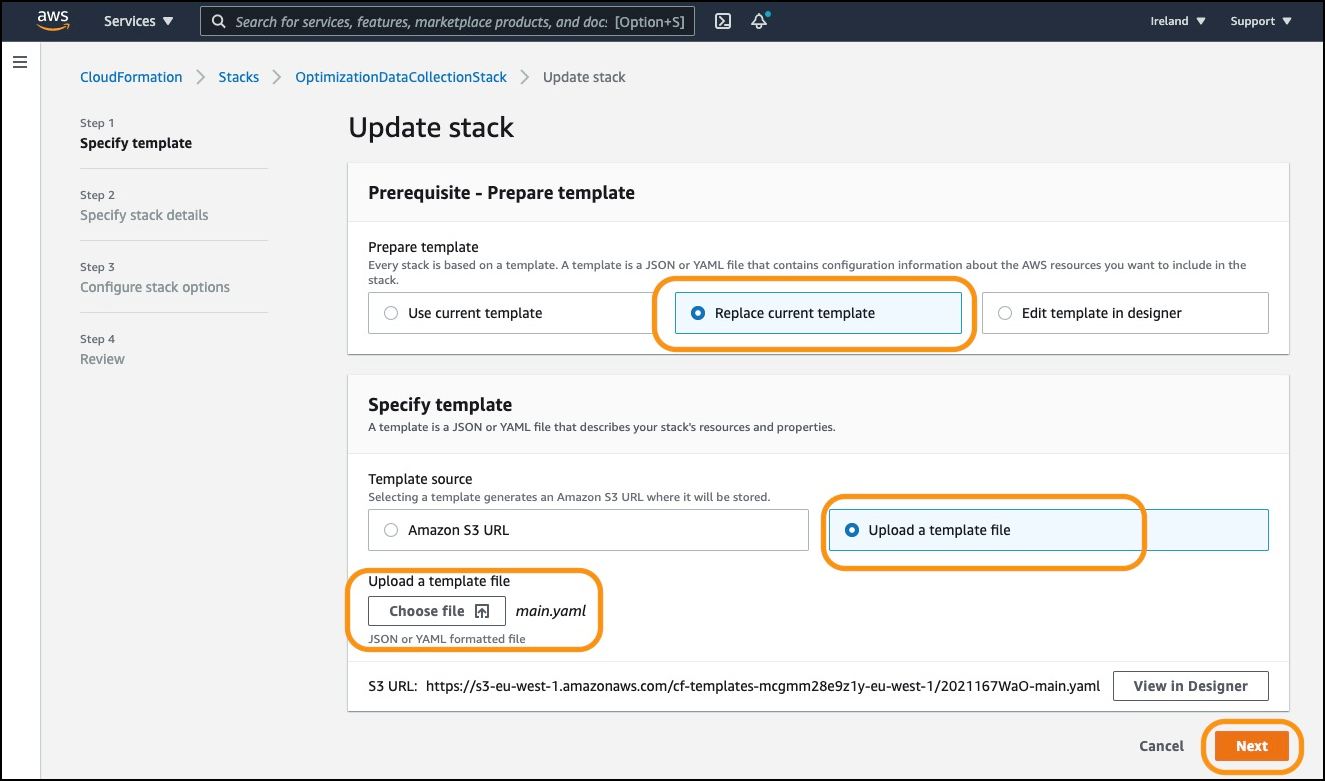 aws
Services
Search for services, features, marketplace products, and docs [Option+S]
Ireland
Support
CloudFormation
Stacks
OptimizationDataCollectionStack
Update stack
Step 1
Specify template
Step 2
Specify stack details
Step 3
Configure stack options
Step 4
Review
Update stack
Prerequisite - Prepare template
Prepare template
Every stack is based on a template. A template is a JSON or YAML file that contains configuration information about the AWS resources you want to include in the
stack.
Use current template
Replace current template
Edit template in designer
Specify template
A template is a JSON or YAML file that describes your stack's resources and properties.
Template source
Selecting a template generates an Amazon S3 URL where it will be stored.
Amazon S3 URL
Upload a template file
Upload a template file
Choose file
main.yaml
JSON or YAML formatted file
S3 URL: https://s3-eu-west-1.amazonaws.com/cf-templates-mcgmm28e9z1y-eu-west-1/2021167WaO-main.yaml
View in Designer
Cancel
Next